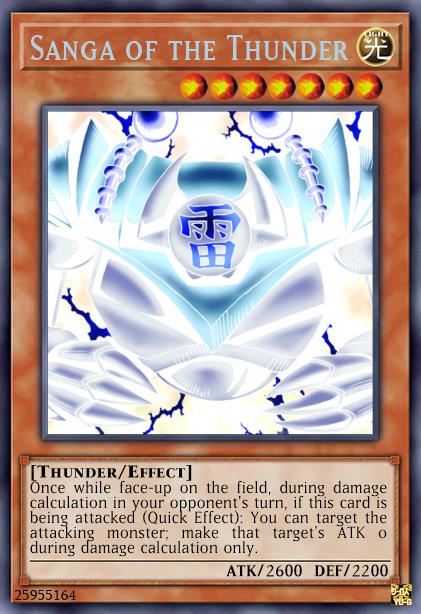 SANGA OF THE THUNDER
LIGHT
光
雷
[THUNDER/EFFECT]
Once while face-up on the field, during damage
calculation in your opponent's turn, if this card is
being attacked (Quick Effect): You can target the
attacking monster; make that target's ATK 0
during damage calculation only.
ATK/2600 DEF/2200
25955164